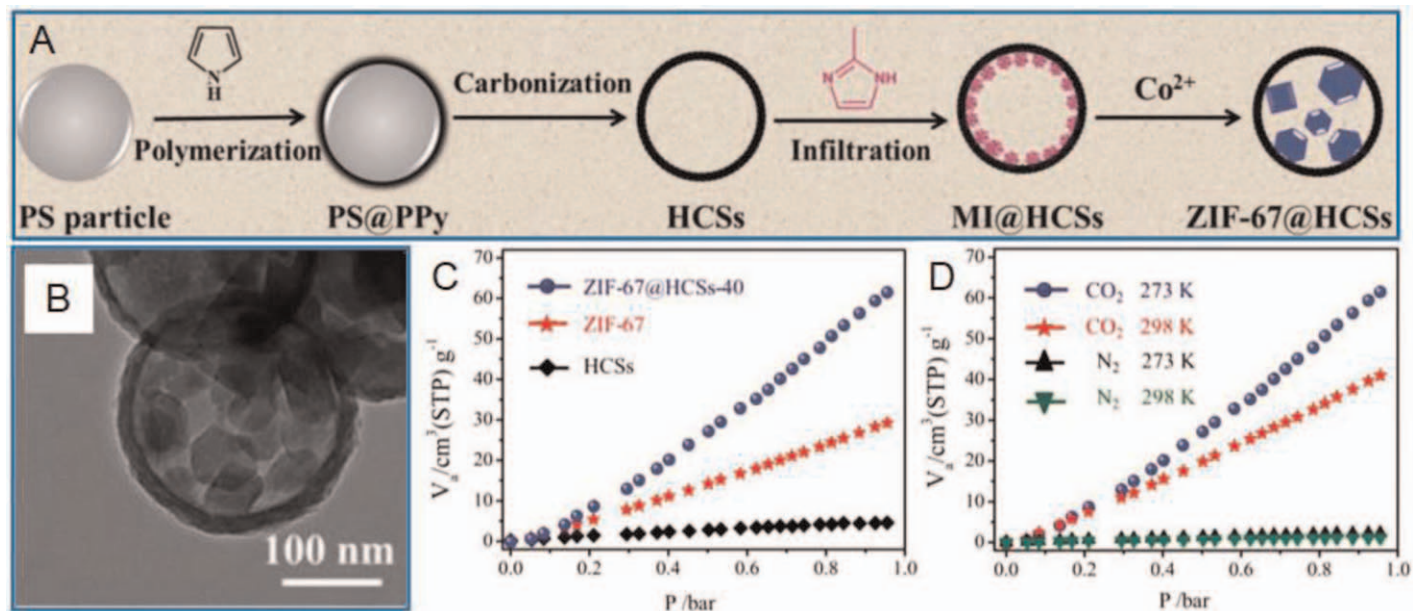 A
N
H
Polymerization
Carbonization
N
NH
Infiltration
Co²⁺
PS particle
PS@PPy
HCSs
MI@HCSs
ZIF-67@HCSs
B
100 nm
C
ZIF-67@HCSs-40
ZIF-67
HCSs
Vₐ/cm³(STP) g⁻¹
70
60
50
40
30
20
10
0
0.0 0.2 0.4 0.6 0.8 1.0
P /bar
D
CO₂ 273 K
CO₂ 298 K
N₂ 273 K
N₂ 298 K
Vₐ/cm³(STP) g⁻¹
70
60
50
40
30
20
10
0
0.0 0.2 0.4 0.6 0.8 1.0
P /bar